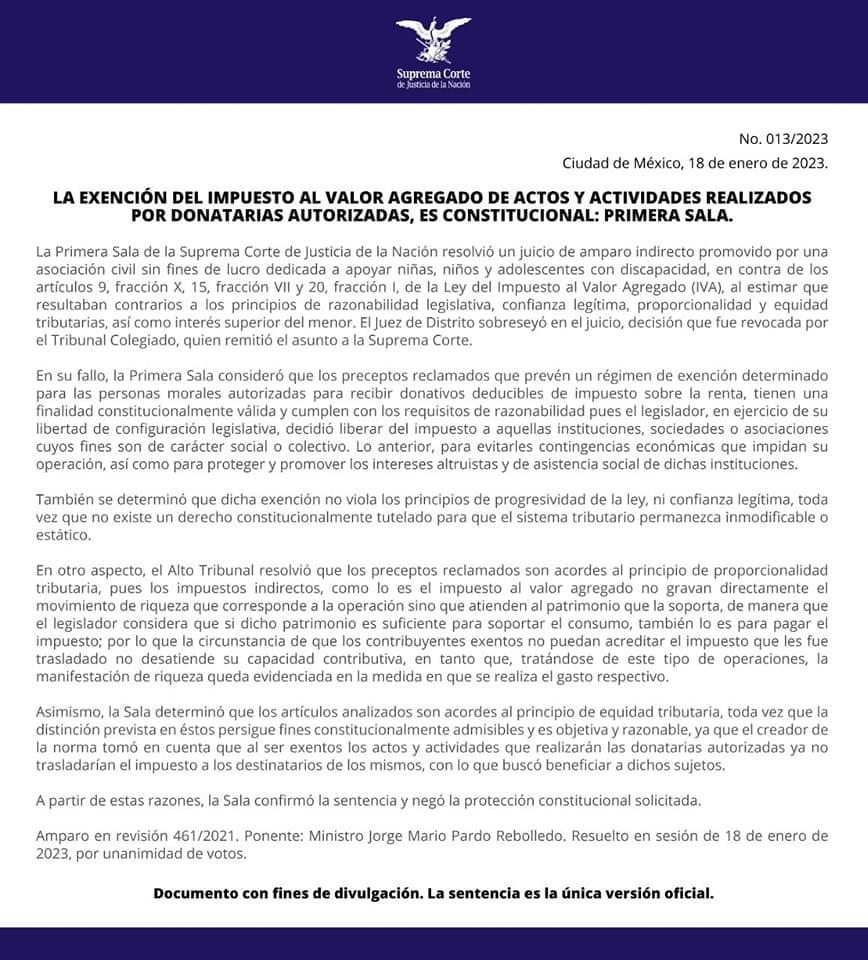 Suprema Corte
de Justicia de la Nación
No. 013/2023
Ciudad de México, 18 de enero de 2023.
LA EXENCIÓN DEL IMPUESTO AL VALOR AGREGADO DE ACTOS Y ACTIVIDADES REALIZADOS
POR DONATARIAS AUTORIZADAS, ES CONSTITUCIONAL: PRIMERA SALA.
La Primera Sala de la Suprema Corte de Justicia de la Nación resolvió un juicio de amparo indirecto promovido por una
asociación civil sin fines de lucro dedicada a apoyar niñas, niños y adolescentes con discapacidad, en contra de los
artículos 9, fracción X, 15, fracción VII y 20, fracción I, de la Ley del Impuesto al Valor Agregado (IVA), al estimar que
resultaban contrarios a los principios de razonabilidad legislativa, confianza legítima, proporcionalidad y equidad
tributarias, así como interés superior del menor. El Juez de Distrito sobreseyó en el juicio, decisión que fue revocada por
el Tribunal Colegiado, quien remitió el asunto a la Suprema Corte.
En su fallo, la Primera Sala consideró que los preceptos reclamados que prevén un régimen de exención determinado
para las personas morales autorizadas para recibir donativos deducibles de impuesto sobre la renta, tienen una
finalidad constitucionalmente válida y cumplen con los requisitos de razonabilidad pues el legislador, en ejercicio de su
libertad de configuración legislativa, decidió liberar del impuesto a aquellas instituciones, sociedades o asociaciones
cuyos fines son de carácter social o colectivo. Lo anterior, para evitarles contingencias económicas que impidan su
operación, así como para proteger y promover los intereses altruistas y de asistencia social de dichas instituciones.
También se determinó que dicha exención no viola los principios de progresividad de la ley, ni confianza legítima, toda
vez que no existe un derecho constitucionalmente tutelado para que el sistema tributario permanezca inmodificable o
estático.
En otro aspecto, el Alto Tribunal resolvió que los preceptos reclamados son acordes al principio de proporcionalidad
tributaria, pues los impuestos indirectos, como lo es el impuesto al valor agregado no gravan directamente el
movimiento de riqueza que corresponde a la operación sino que atienden al patrimonio que la soporta, de manera que
el legislador considera que si dicho patrimonio es suficiente para soportar el consumo, también lo es para pagar el
impuesto; por lo que la circunstancia de que los contribuyentes exentos no puedan acreditar el impuesto que les fue
trasladado no desatiende su capacidad contributiva, en tanto que, tratándose de este tipo de operaciones, la
manifestación de riqueza queda evidenciada en la medida en que se realiza el gasto respectivo.
Asimismo, la Sala determinó que los artículos analizados son acordes al principio de equidad tributaria, toda vez que la
distinción prevista en éstos persigue fines constitucionalmente admisibles y es objetiva y razonable, ya que el creador de
la norma tomó en cuenta que al ser exentos los actos y actividades que realizarán las donatarias autorizadas ya no
trasladarían el impuesto a los destinatarios de los mismos, con lo que buscó beneficiar a dichos sujetos.
A partir de estas razones, la Sala confirmó la sentencia y negó la protección constitucional solicitada.
Amparo en revisión 461/2021. Ponente: Ministro Jorge Mario Pardo Rebolledo. Resuelto en sesión de 18 de enero de
2023, por unanimidad de votos.
Documento con fines de divulgación. La sentencia es la única versión oficial.